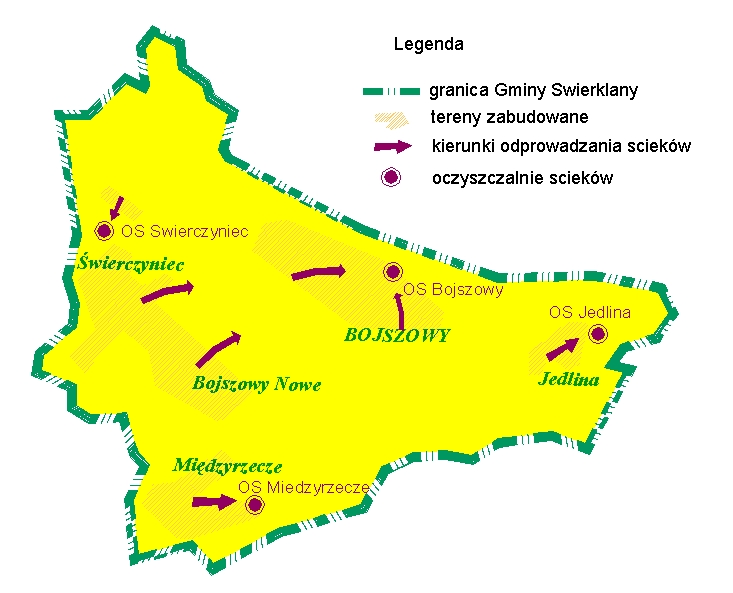 Legenda
granica Gminy Swierklany
tereny zabudowane
kierunki odprowadzania scieków
oczyszczalnie scieków
OS Swierczyniec
Świerczyniec
OS Bojszowy
BOJSZOWY
OS Jedlina
Jedlina
Bojszowy Nowe
Międzyrzecze
OS Miedzyrzecze